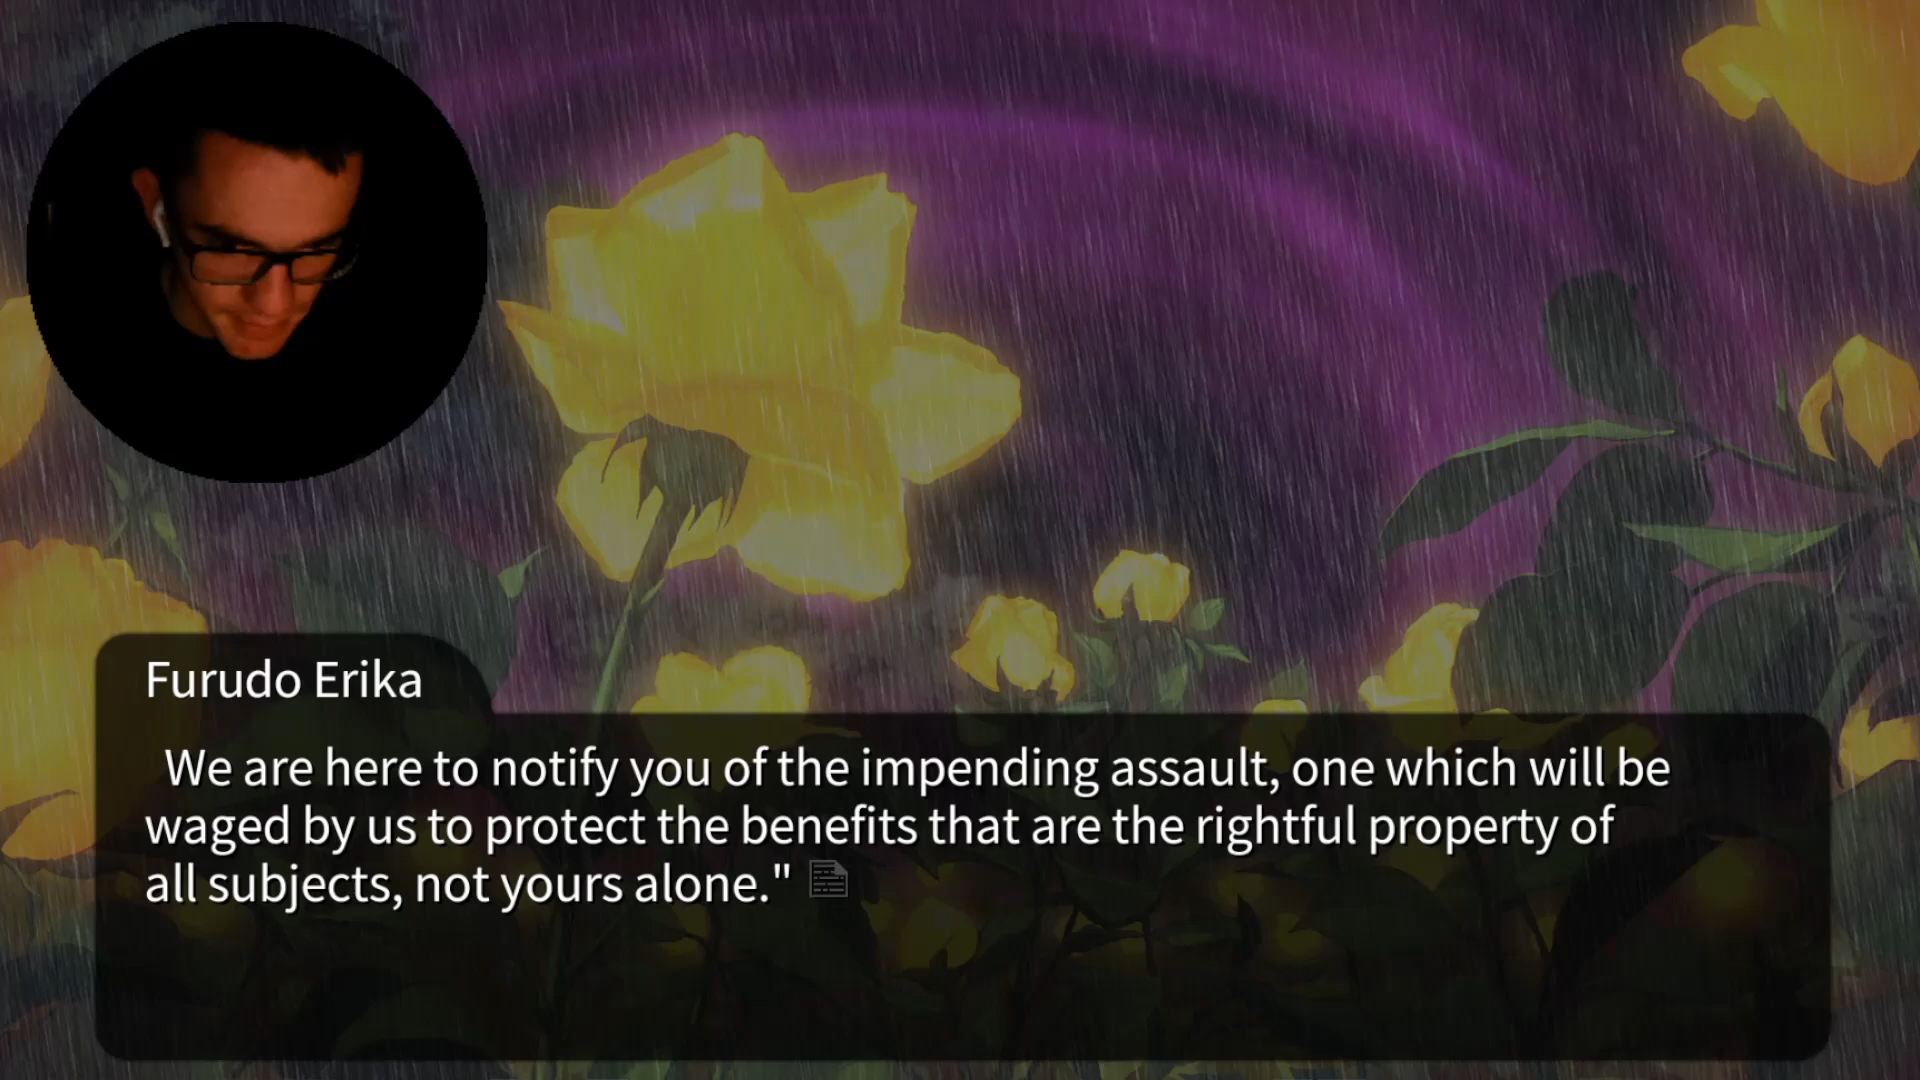 Furudo Erika
We are here to notify you of the impending assault, one which will be
waged by us to protect the benefits that are the rightful property of
all subjects, not yours alone."